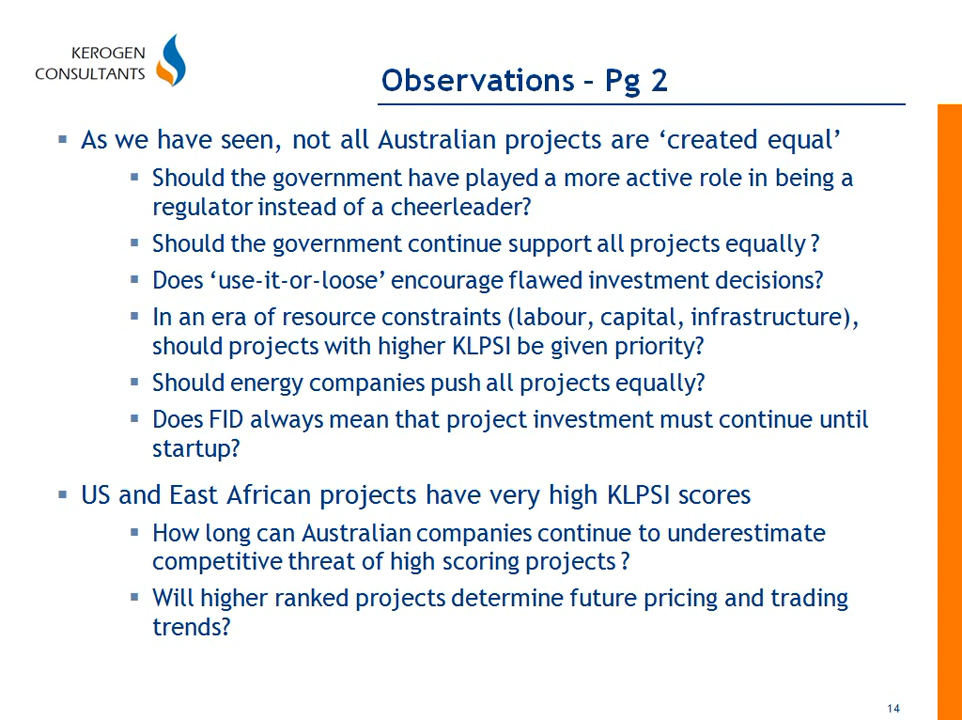 KEROGEN
CONSULTANTS
Observations – Pg 2
▪ As we have seen, not all Australian projects are ‘created equal’
▪ Should the government have played a more active role in being a
regulator instead of a cheerleader?
▪ Should the government continue support all projects equally ?
▪ Does ‘use-it-or-loose’ encourage flawed investment decisions?
▪ In an era of resource constraints (labour, capital, infrastructure),
should projects with higher KLPSI be given priority?
▪ Should energy companies push all projects equally?
▪ Does FID always mean that project investment must continue until
startup?
▪ US and East African projects have very high KLPSI scores
▪ How long can Australian companies continue to underestimate
competitive threat of high scoring projects ?
▪ Will higher ranked projects determine future pricing and trading
trends?
14